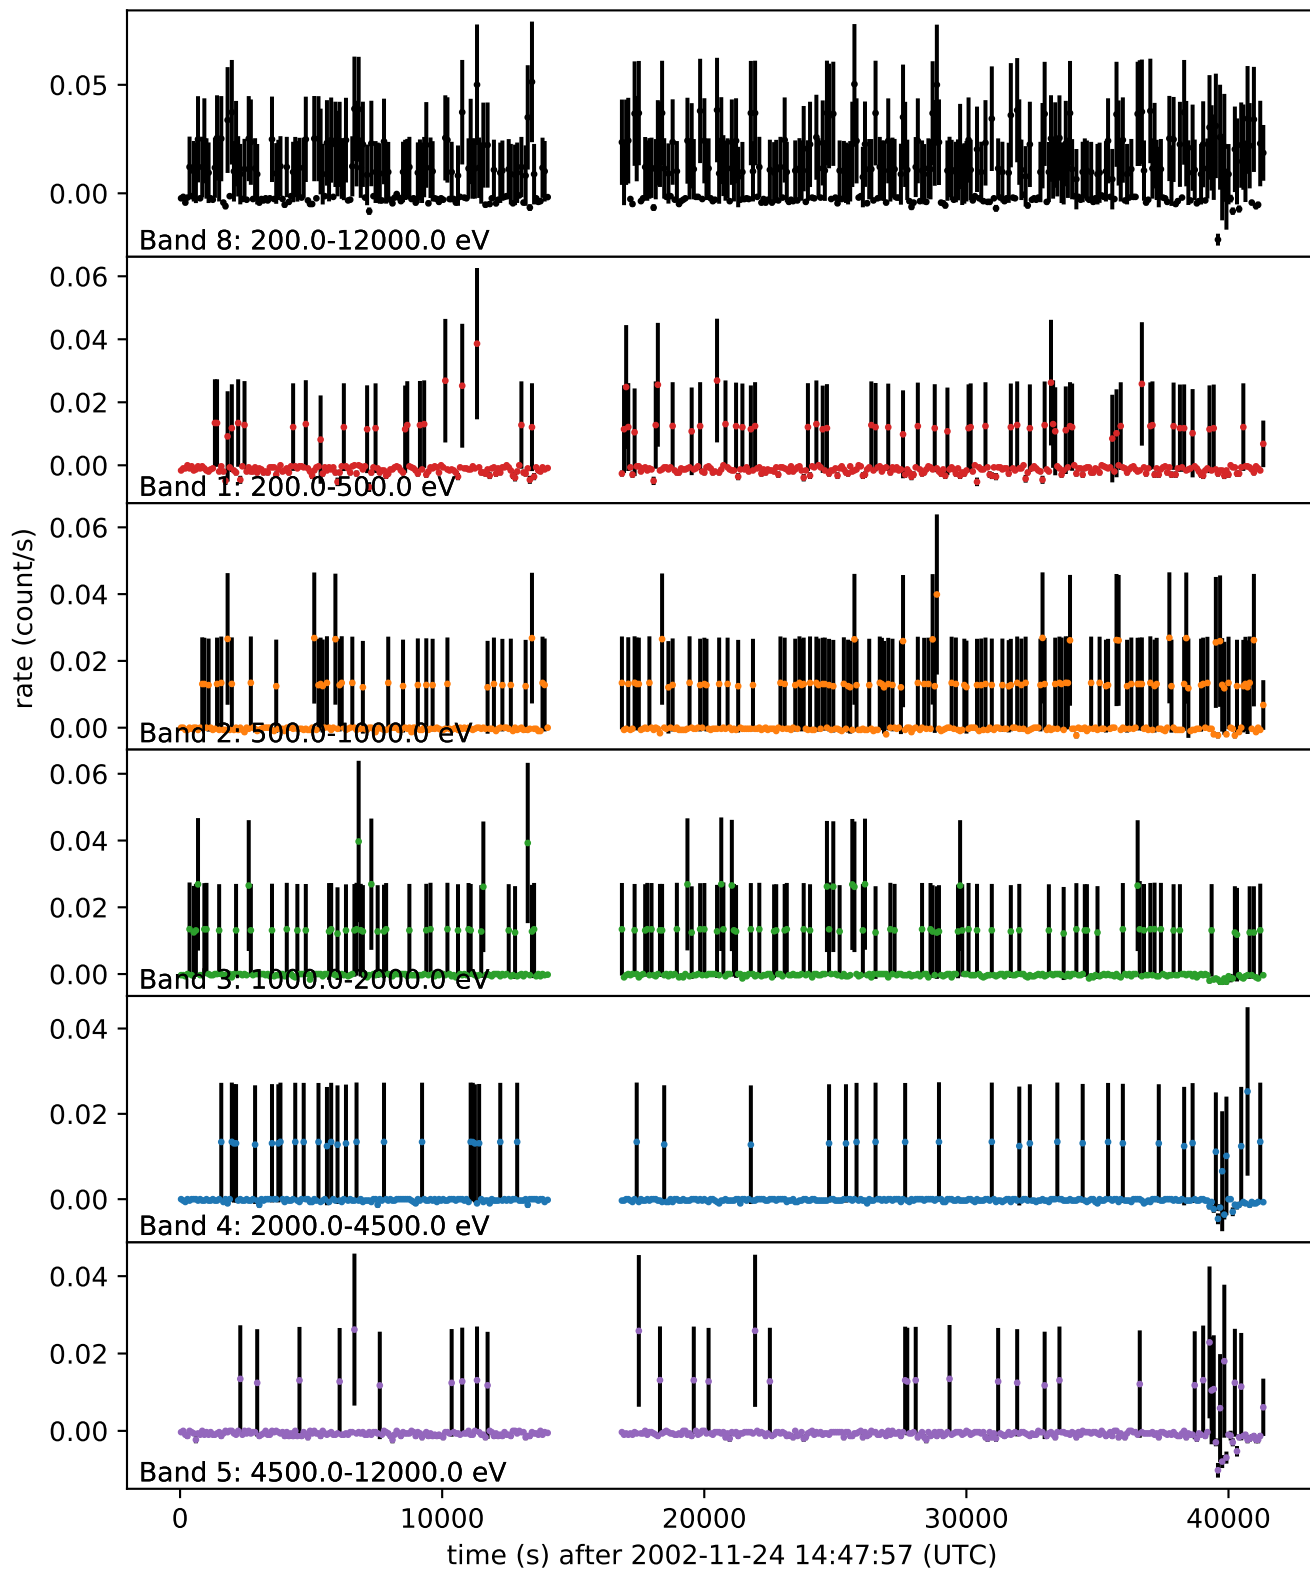 0.05
0.00
Band 8: 200.0-12000.0 eV
0.06
0.04
0.02
0.00
Band 1: 200.0-500.0 eV
rate (count/s)
0.06
0.04
0.02
0.00
Band 2: 500.0-1000.0 eV
0.06
0.04
0.02
0.00
Band 3: 1000.0-2000.0 eV
0.04
0.02
0.00
Band 4: 2000.0-4500.0 eV
0.04
0.02
0.00
Band 5: 4500.0-12000.0 eV
0 10000 20000 30000 40000
time (s) after 2002-11-24 14:47:57 (UTC)